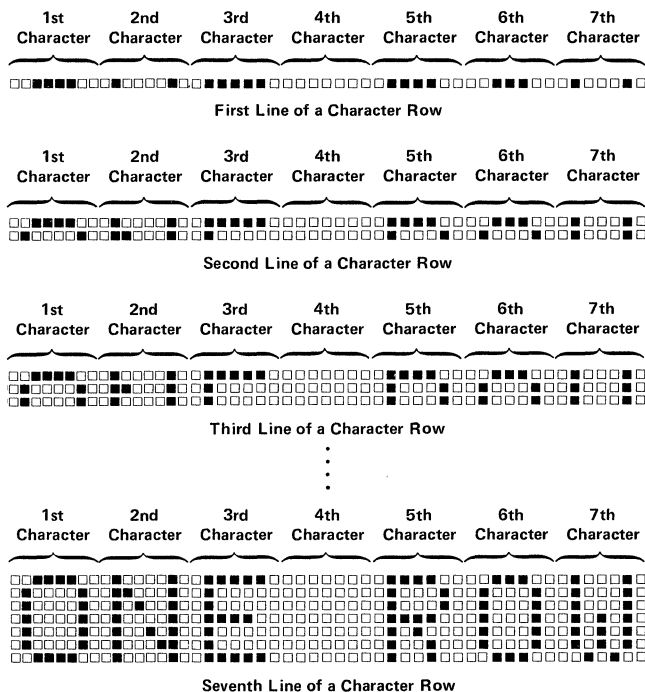 1st 2nd 3rd 4th 5th 6th 7th
Character Character Character Character Character Character Character
First Line of a Character Row
1st 2nd 3rd 4th 5th 6th 7th
Character Character Character Character Character Character Character
Second Line of a Character Row
1st 2nd 3rd 4th 5th 6th 7th
Character Character Character Character Character Character Character
Third Line of a Character Row
1st 2nd 3rd 4th 5th 6th 7th
Character Character Character Character Character Character Character
Seventh Line of a Character Row